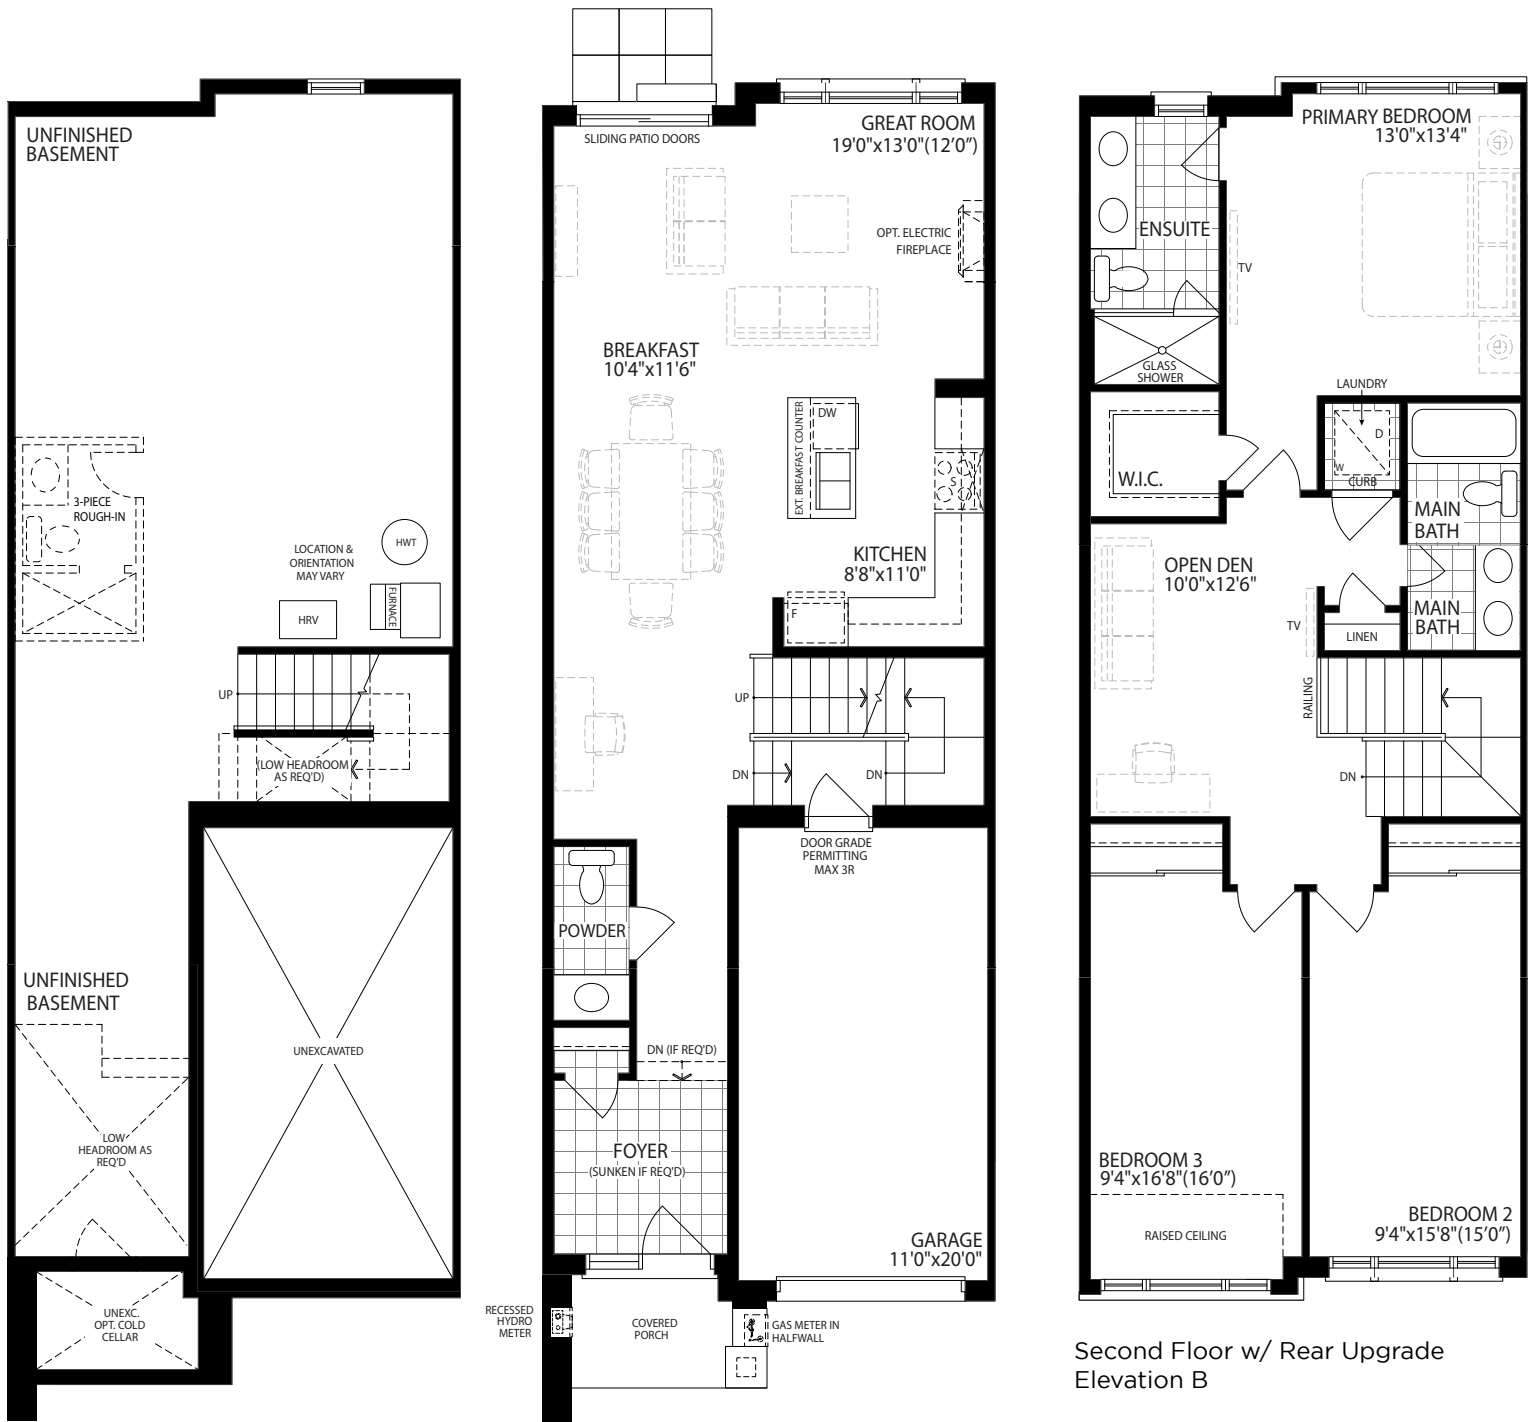 UNFINISHED
BASEMENT
3-PIECE
ROUGH-IN
LOCATION &
ORIENTATION
MAY VARY
HWT
FURNACE
HRV
UP
(LOW HEADROOM
AS REQ'D)
UNFINISHED
BASEMENT
UNEXCAVATED
LOW
HEADROOM AS
REQ'D
UNEXC.
OPT. COLD
CELLAR
SLIDING PATIO DOORS
GREAT ROOM
19'0"x13'0"(12'0")
OPT. ELECTRIC
FIREPLACE
BREAKFAST
10'4"x11'6"
EXT. BREAKFAST COUNTER
DW
S
KITCHEN
8'8"x11'0"
F
UP
DN
DN
DOOR GRADE
PERMITTING
MAX 3R
POWDER
DN (IF REQ'D)
FOYER
(SUNKEN IF REQ'D)
GARAGE
11'0"x20'0"
RECESSED
HYDRO
METER
COVERED
PORCH
GAS METER IN
HALFWALL
PRIMARY BEDROOM
13'0"x13'4"
ENSUITE
TV
GLASS
SHOWER
LAUNDRY
D
W
CURB
W.I.C.
MAIN
BATH
OPEN DEN
10'0"x12'6"
MAIN
BATH
TV
LINEN
RAILING
DN
BEDROOM 3
9'4"x16'8"(16'0")
RAISED CEILING
BEDROOM 2
9'4"x15'8"(15'0")
Second Floor w/ Rear Upgrade
Elevation B